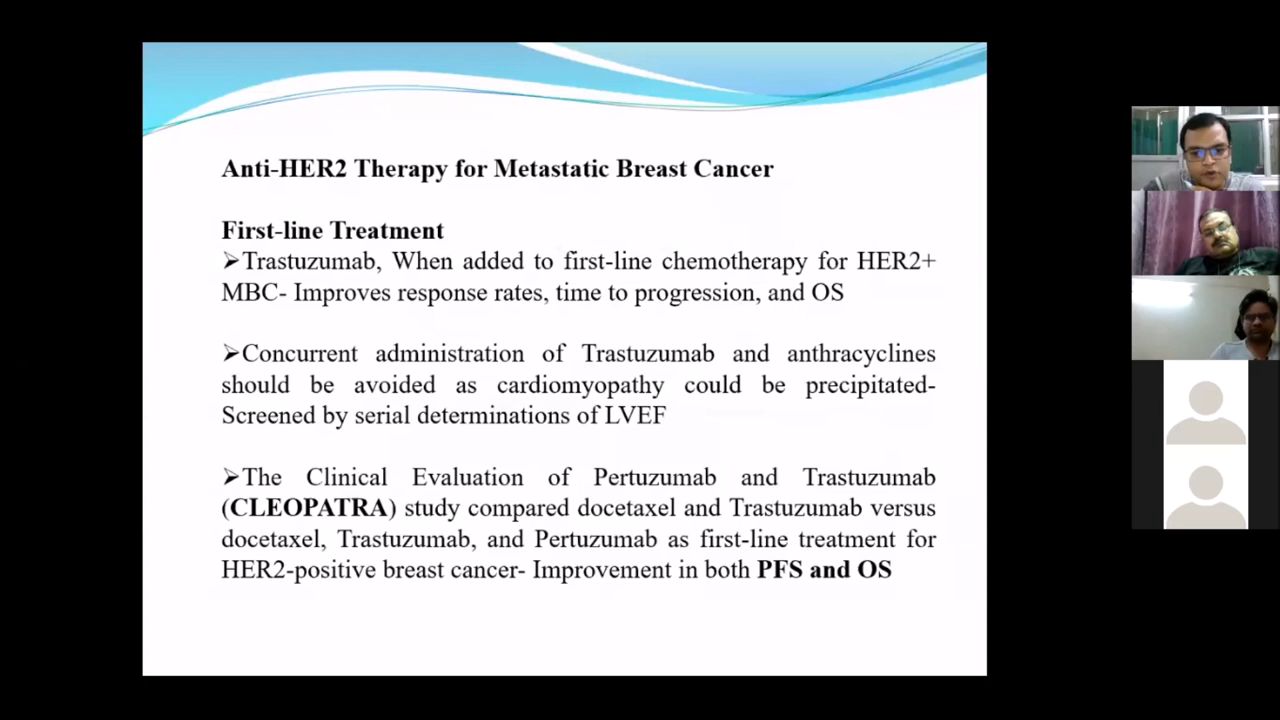 Anti-HER2 Therapy for Metastatic Breast Cancer
First-line Treatment
➢Trastuzumab, When added to first-line chemotherapy for HER2+
MBC- Improves response rates, time to progression, and OS
➢Concurrent administration of Trastuzumab and anthracyclines
should be avoided as cardiomyopathy could be precipitated-
Screened by serial determinations of LVEF
➢The Clinical Evaluation of Pertuzumab and Trastuzumab
(CLEOPATRA) study compared docetaxel and Trastuzumab versus
docetaxel, Trastuzumab, and Pertuzumab as first-line treatment for
HER2-positive breast cancer- Improvement in both PFS and OS